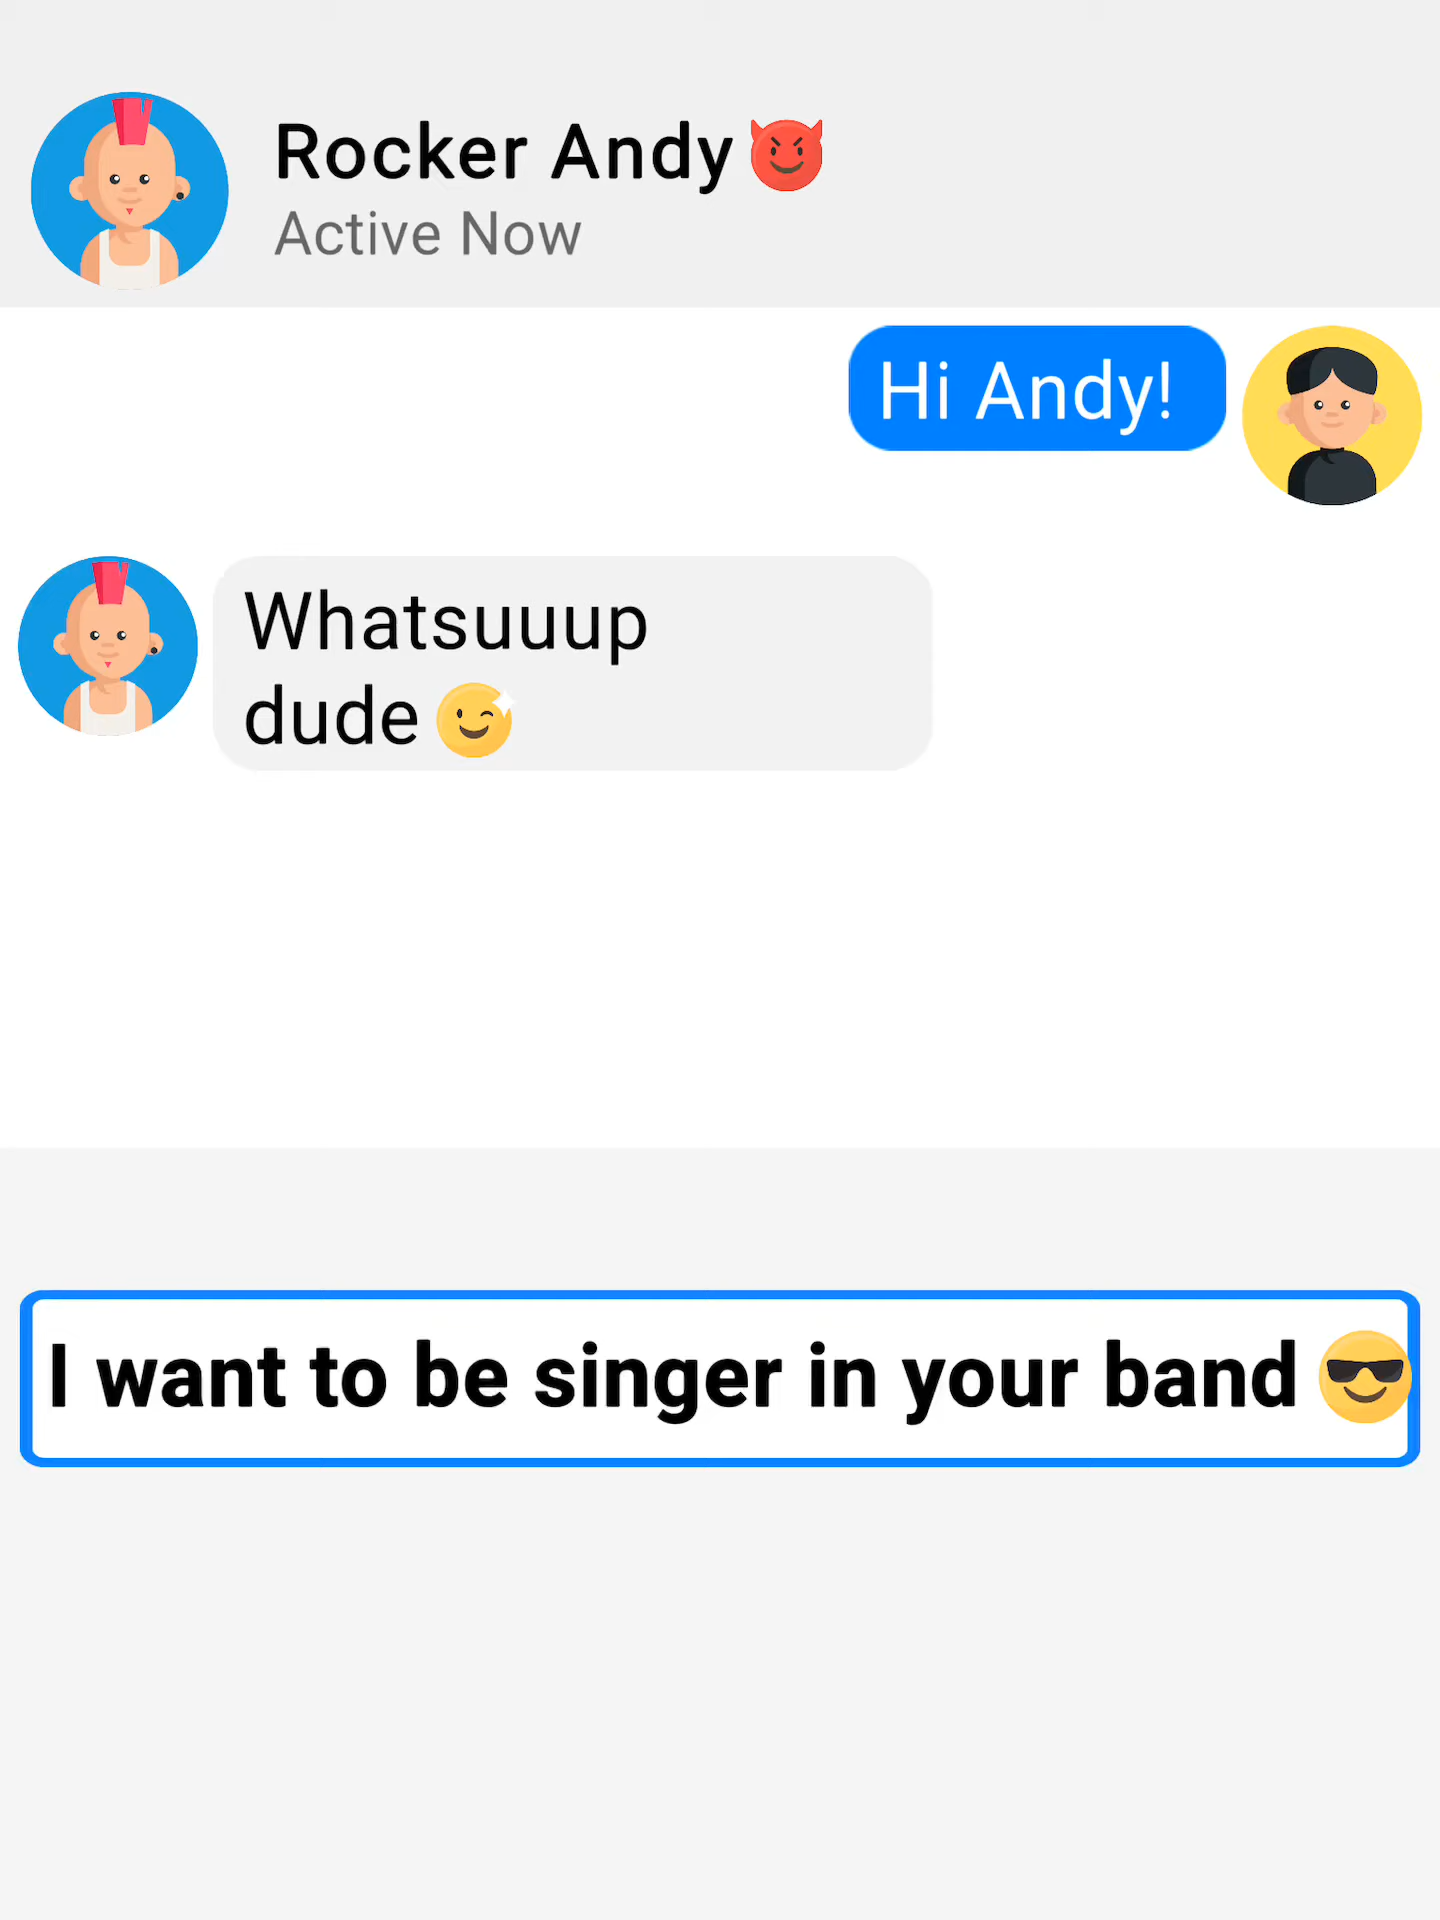 Rocker Andy😈
Active Now
Hi Andy!
Whatsuuup
dude 😉
I want to be singer in your band 😎